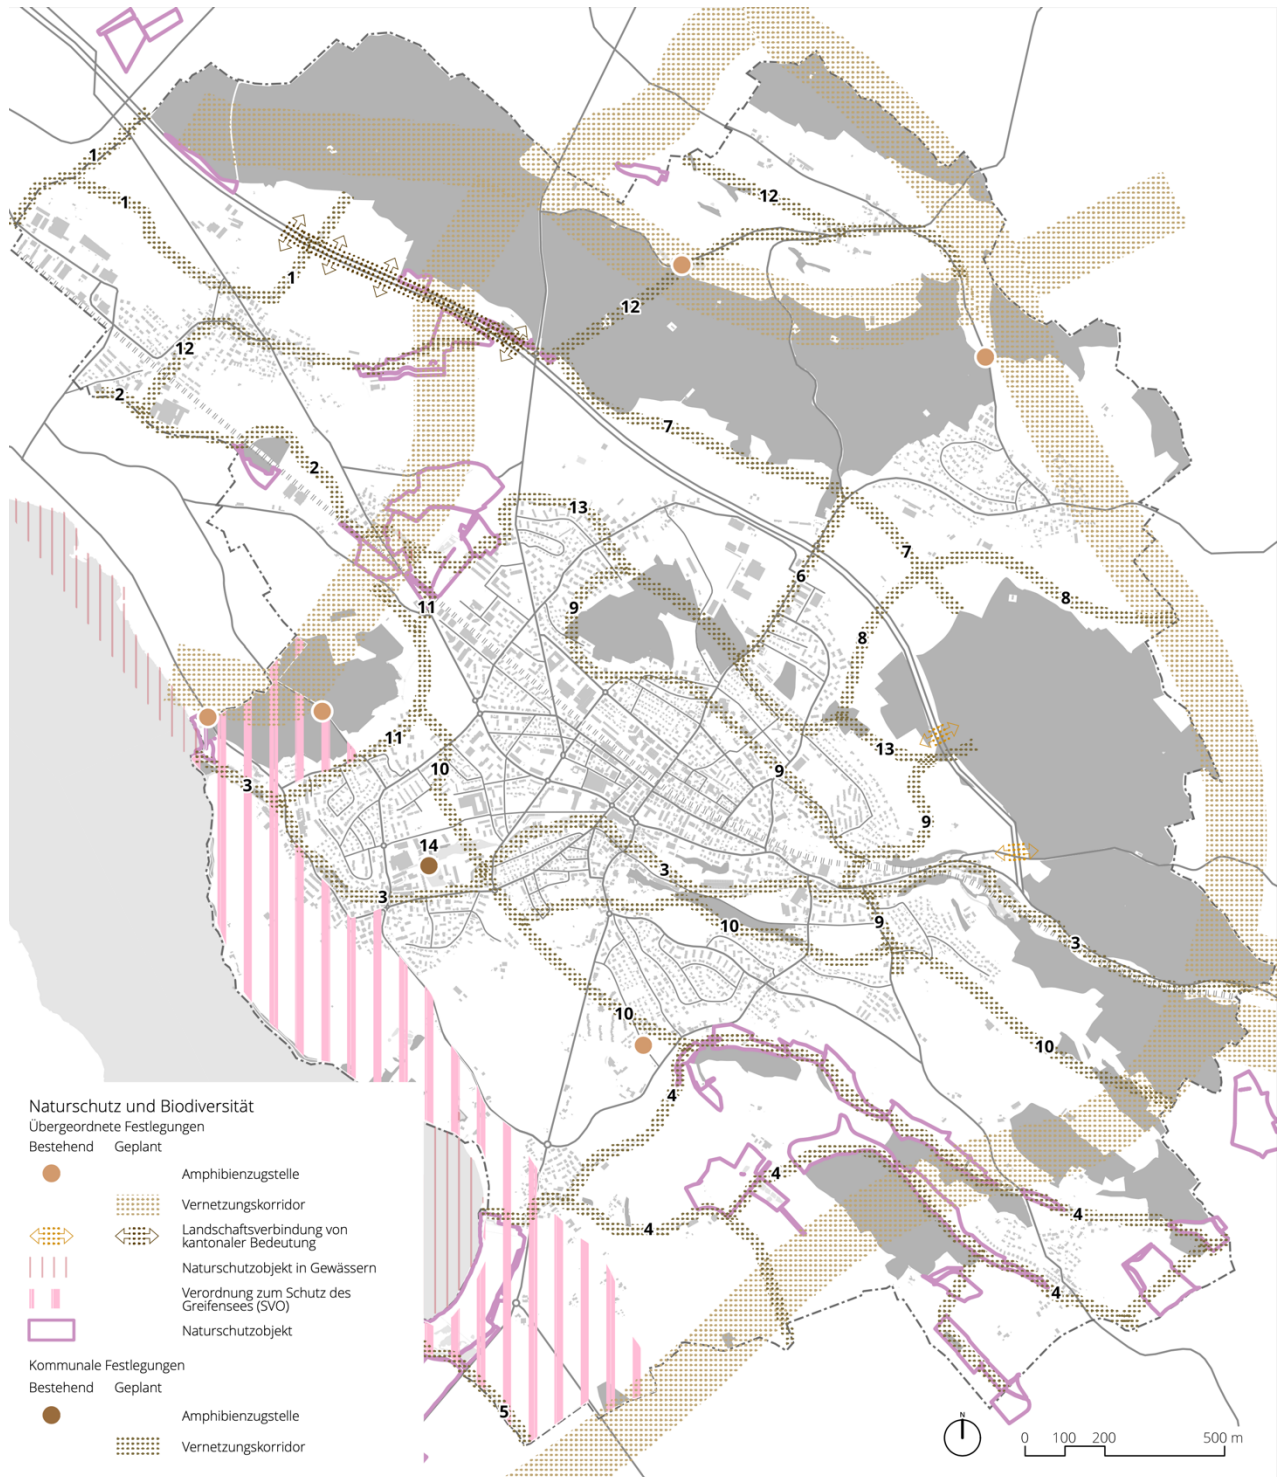 1
12
1
1
12
12
2
7
2
13
7
6
8
11
9
8
11
13
10
9
3
9
14
3
3
10
9
3
10
10
4
4
4
4
4
5
Naturschutz und Biodiversität
Übergeordnete Festlegungen
Bestehend Geplant
Amphibienzugstelle
Vernetzungskorridor
Landschaftsverbindung von
kantonaler Bedeutung
Naturschutzobjekt in Gewässern
Verordnung zum Schutz des
Greifensees (SVO)
Naturschutzobjekt
Kommunale Festlegungen
Bestehend Geplant
Amphibienzugstelle
Vernetzungskorridor
N
0 100 200 500 m